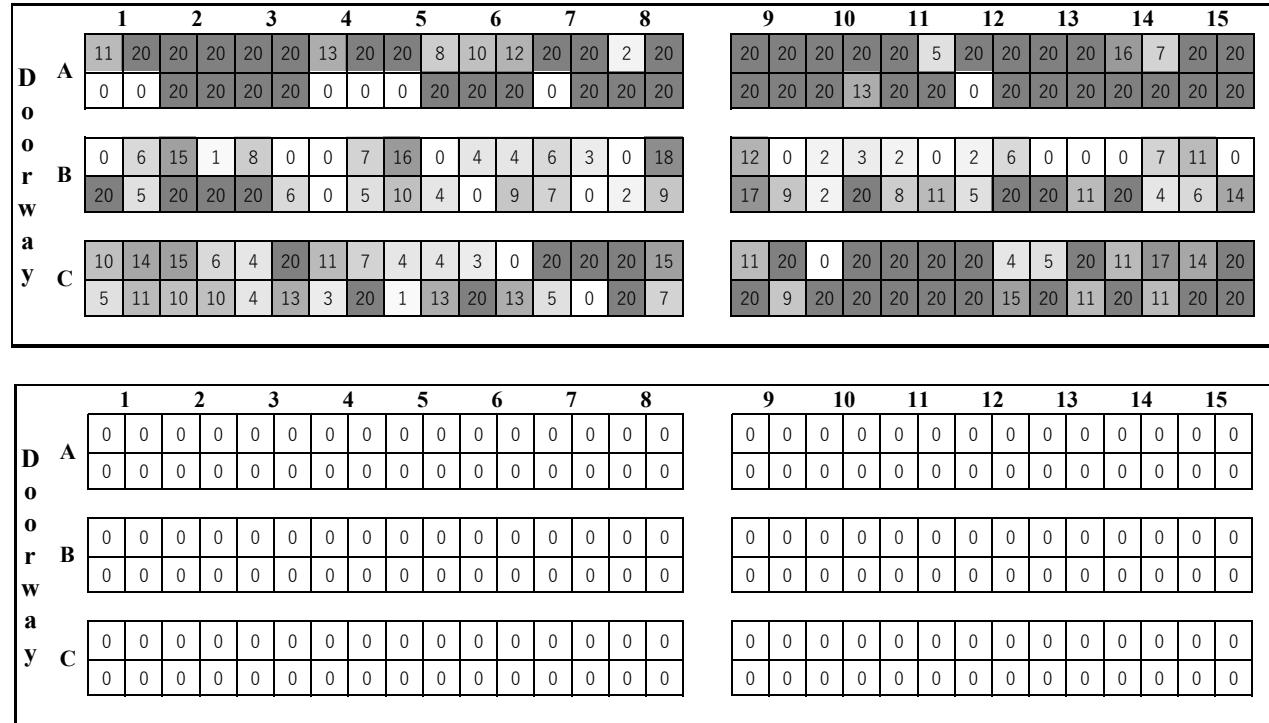 1 2 3 4 5 6 7 8 9 10 11 12 13 14 15
Doorway
A
11 20 20 20 20 20 13 20 20 8 10 12 20 20 2 20 20 20 20 20 20 5 20 20 20 20 16 7 20 20
0 0 20 20 20 20 0 0 0 20 20 20 0 20 20 20 20 20 20 13 20 20 0 20 20 20 20 20 20 20
B
0 6 15 1 8 0 0 7 16 0 4 4 6 3 0 18 12 0 2 3 2 0 2 6 0 0 0 7 11 0
20 5 20 20 20 6 0 5 10 4 0 9 7 0 2 9 17 9 2 20 8 11 5 20 20 11 20 4 6 14
C
10 14 15 6 4 20 11 7 4 4 3 0 20 20 20 15 11 20 0 20 20 20 20 4 5 20 11 17 14 20
5 11 10 10 4 13 3 20 1 13 20 13 5 0 20 7 20 9 20 20 20 20 20 15 20 11 20 11 20 20
1 2 3 4 5 6 7 8 9 10 11 12 13 14 15
Doorway
A
0 0 0 0 0 0 0 0 0 0 0 0 0 0 0 0 0 0 0 0 0 0 0 0 0 0 0 0 0 0
0 0 0 0 0 0 0 0 0 0 0 0 0 0 0 0 0 0 0 0 0 0 0 0 0 0 0 0 0 0
B
0 0 0 0 0 0 0 0 0 0 0 0 0 0 0 0 0 0 0 0 0 0 0 0 0 0 0 0 0 0
0 0 0 0 0 0 0 0 0 0 0 0 0 0 0 0 0 0 0 0 0 0 0 0 0 0 0 0 0 0
C
0 0 0 0 0 0 0 0 0 0 0 0 0 0 0 0 0 0 0 0 0 0 0 0 0 0 0 0 0 0
0 0 0 0 0 0 0 0 0 0 0 0 0 0 0 0 0 0 0 0 0 0 0 0 0 0 0 0 0 0